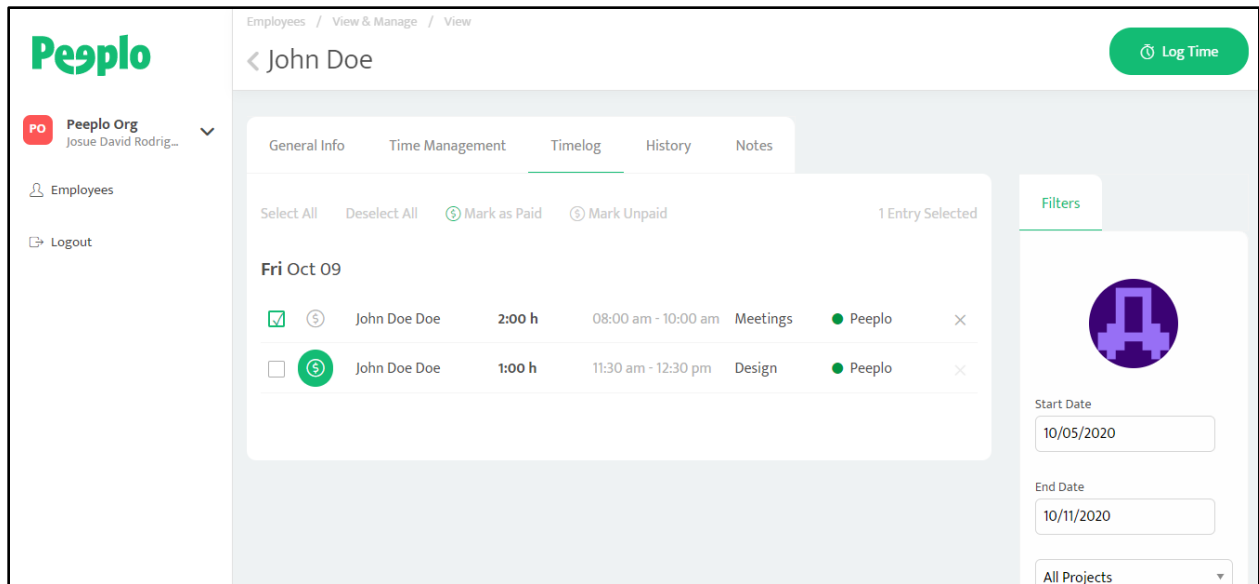 Employees / View & Manage / View
Peeplo
< John Doe
Log Time
PO
Peeplo Org
Josue David Rodrig...
Employees
Logout
General Info Time Management Timelog History Notes
Select All Deselect All $ Mark as Paid $ Mark Unpaid 1 Entry Selected
Fri Oct 09
$ John Doe Doe 2:00 h 08:00 am - 10:00 am Meetings Peeplo ×
$ John Doe Doe 1:00 h 11:30 am - 12:30 pm Design Peeplo ×
Filters
Start Date
10/05/2020
End Date
10/11/2020
All Projects